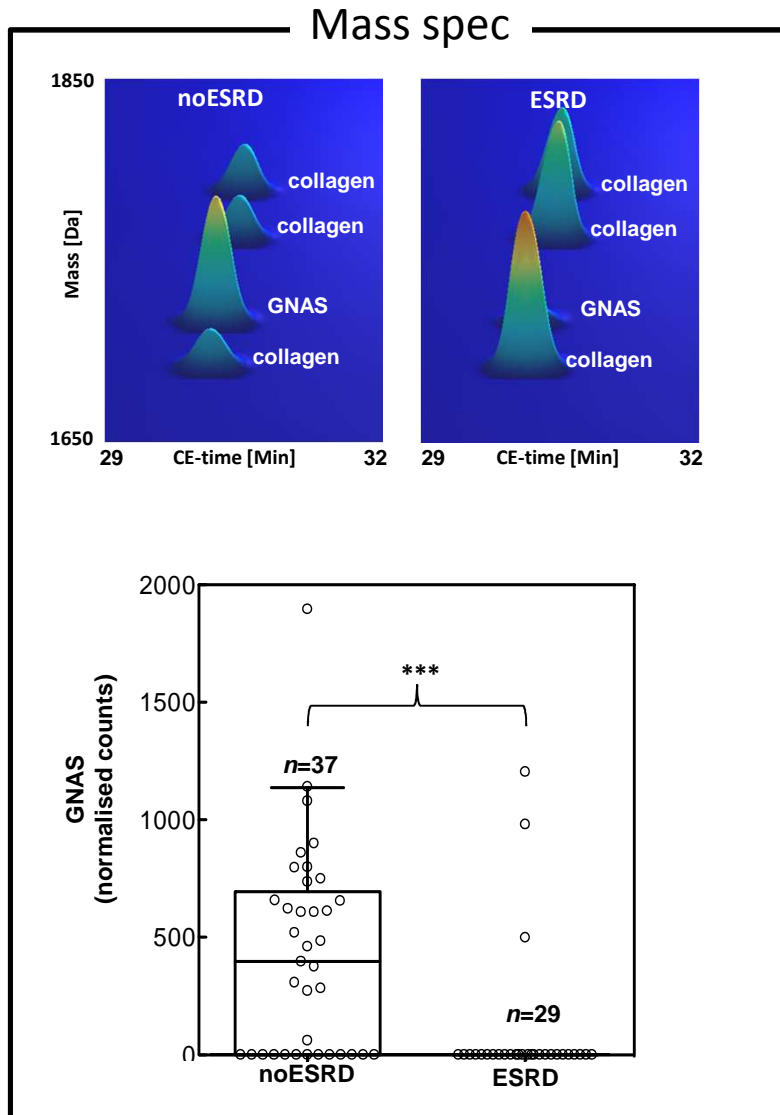 Mass spec
1850
noESRD
ESRD
collagen
collagen
GNAS
collagen
collagen
collagen
GNAS
collagen
Mass [Da]
1650
29
CE-time [Min]
32
29
CE-time [Min]
32
2000
1500
1000
500
0
GNAS
(normalised counts)
***
n=37
n=29
noESRD
ESRD